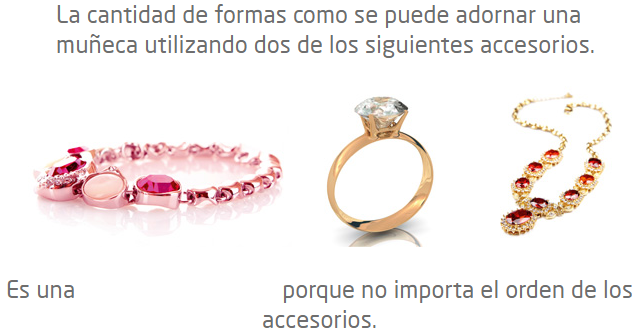 La cantidad de formas como se puede adornar una
muñeca utilizando dos de los siguientes accesorios.
Es una porque no importa el orden de los
accesorios.